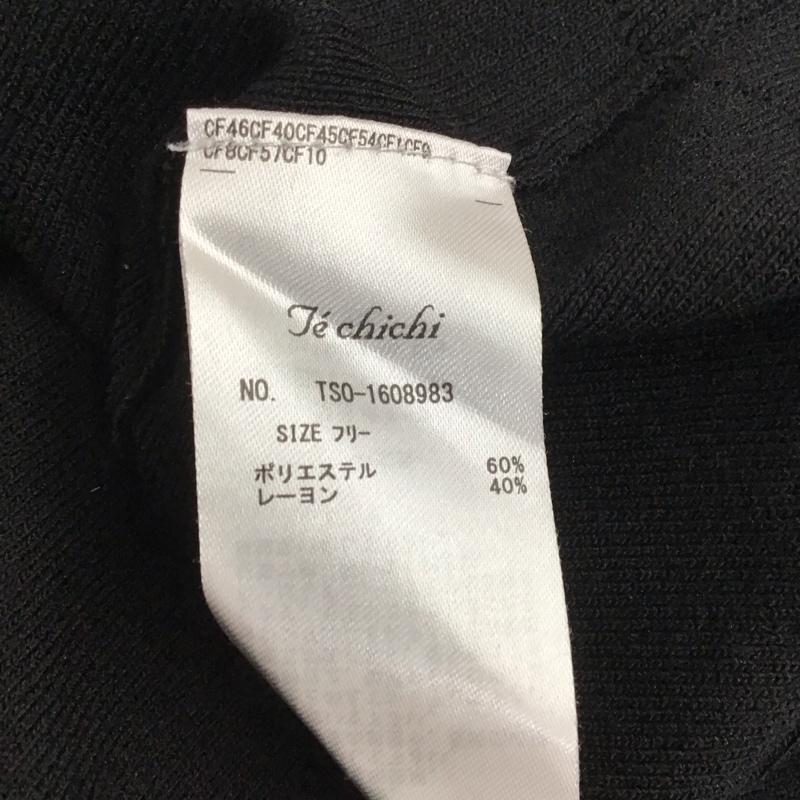 CF46CF40CF45CF54CF1CF9
CF8CF57CF10
Té chichi
NO. TSO-1608983
SIZE フリー
ポリエステル 60%
レーヨン 40%